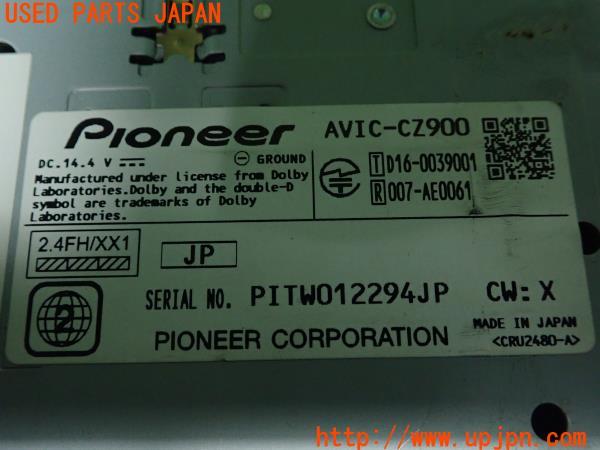 USED PARTS JAPAN
Pioneer
AVIC-CZ900
DC.14.4 V
GROUND
Manufactured under license from Dolby
Laboratories.Dolby and the double-D
symbol are trademarks of Dolby
Laboratories.
T D16-0039001
R 007-AE0061
2.4FH/XX1
JP
2
SERIAL NO. PITW012294JP CW: X
PIONEER CORPORATION
MADE IN JAPAN
<CRU2480-A>
UPJ http://www.upjpn.com